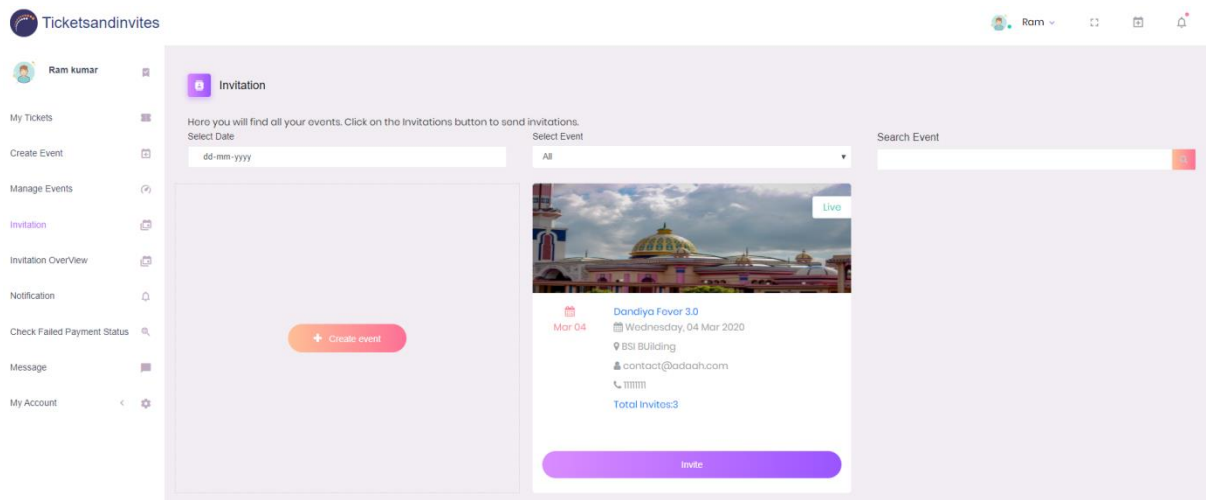 Ticketsandinvites
Ram
Ram kumar
My Tickets
Create Event
Manage Events
Invitation
Invitation OverView
Notification
Check Failed Payment Status
Message
My Account
Invitation
Here you will find all your events. Click on the Invitations button to send invitations.
Select Date
dd-mm-yyyy
Select Event
All
Search Event
+ Create event
Live
Mar 04
Dandiya Fever 3.0
Wednesday, 04 Mar 2020
BSI BUilding
contact@adaah.com
11111111
Total Invites:3
Invite